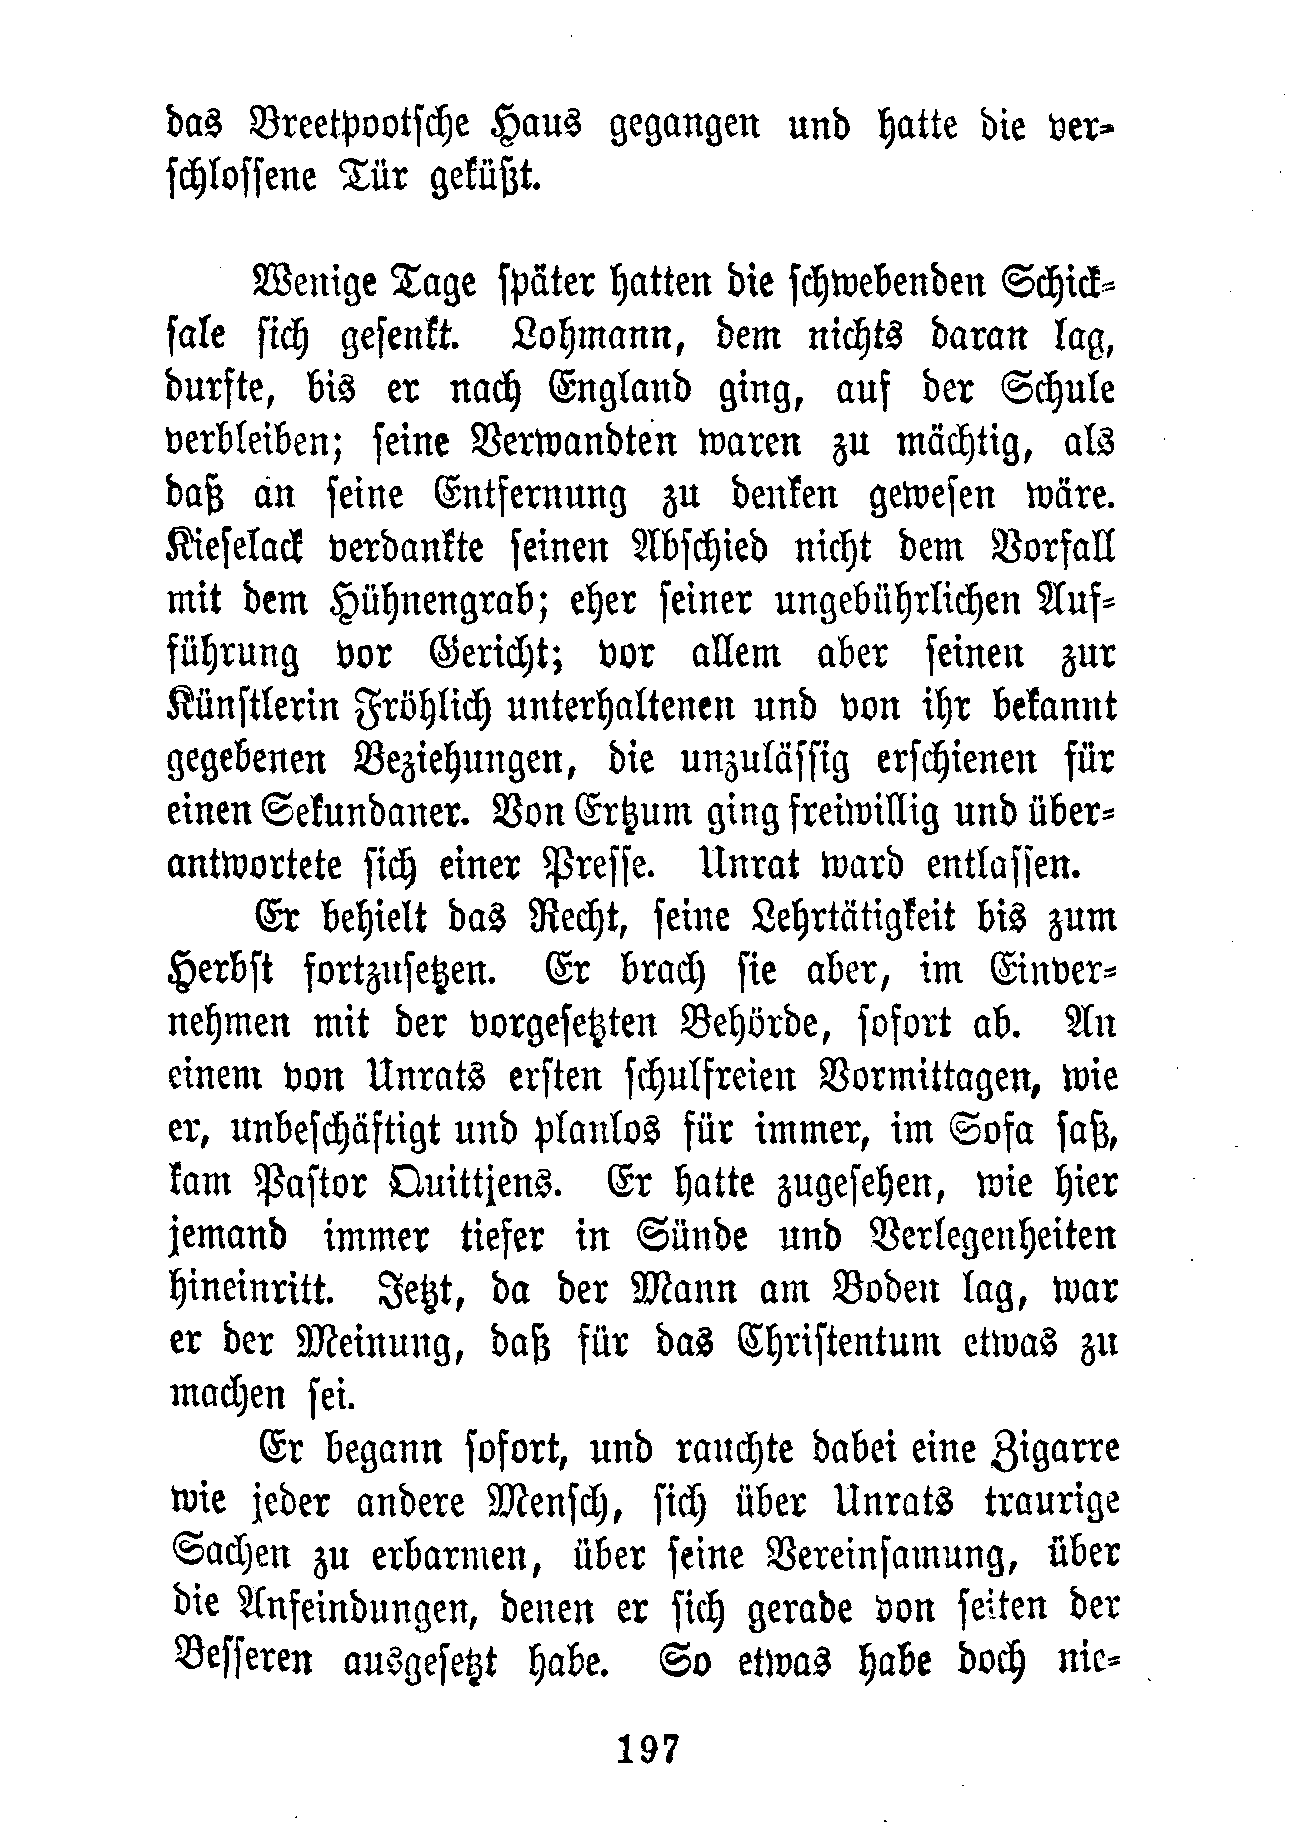 das Breetpootsche Haus gegangen und hatte die ver-
schlossene Tür geküßt.
Wenige Tage später hatten die schwebenden Schick-
sale sich gesenkt. Lohmann, dem nichts daran lag,
durfte, bis er nach England ging, auf der Schule
verbleiben; seine Verwandten waren zu mächtig, als
daß an seine Entfernung zu denken gewesen wäre.
Kieselack verdankte seinen Abschied nicht dem Vorfall
mit dem Hühnengrab; eher seiner ungebührlichen Auf-
führung vor Gericht; vor allem aber seinen zur
Künstlerin Fröhlich unterhaltenen und von ihr bekannt
gegebenen Beziehungen, die unzulässig erschienen für
einen Sekundaner. Von Ertzum ging freiwillig und über-
antwortete sich einer Presse. Unrat ward entlassen.
Er behielt das Recht, seine Lehrtätigkeit bis zum
Herbst fortzusetzen. Er brach sie aber, im Einver-
nehmen mit der vorgesetzten Behörde, sofort ab. An
einem von Unrats ersten schulfreien Vormittagen, wie
er, unbeschäftigt und planlos für immer, im Sofa saß,
kam Pastor Quittjens. Er hatte zugesehen, wie hier
jemand immer tiefer in Sünde und Verlegenheiten
hineinritt. Jetzt, da der Mann am Boden lag, war
er der Meinung, daß für das Christentum etwas zu
machen sei.
Er begann sofort, und rauchte dabei eine Zigarre
wie jeder andere Mensch, sich über Unrats traurige
Sachen zu erbarmen, über seine Vereinsamung, über
die Anfeindungen, denen er sich gerade von seiten der
Besseren ausgesetzt habe. So etwas habe doch nie-
197